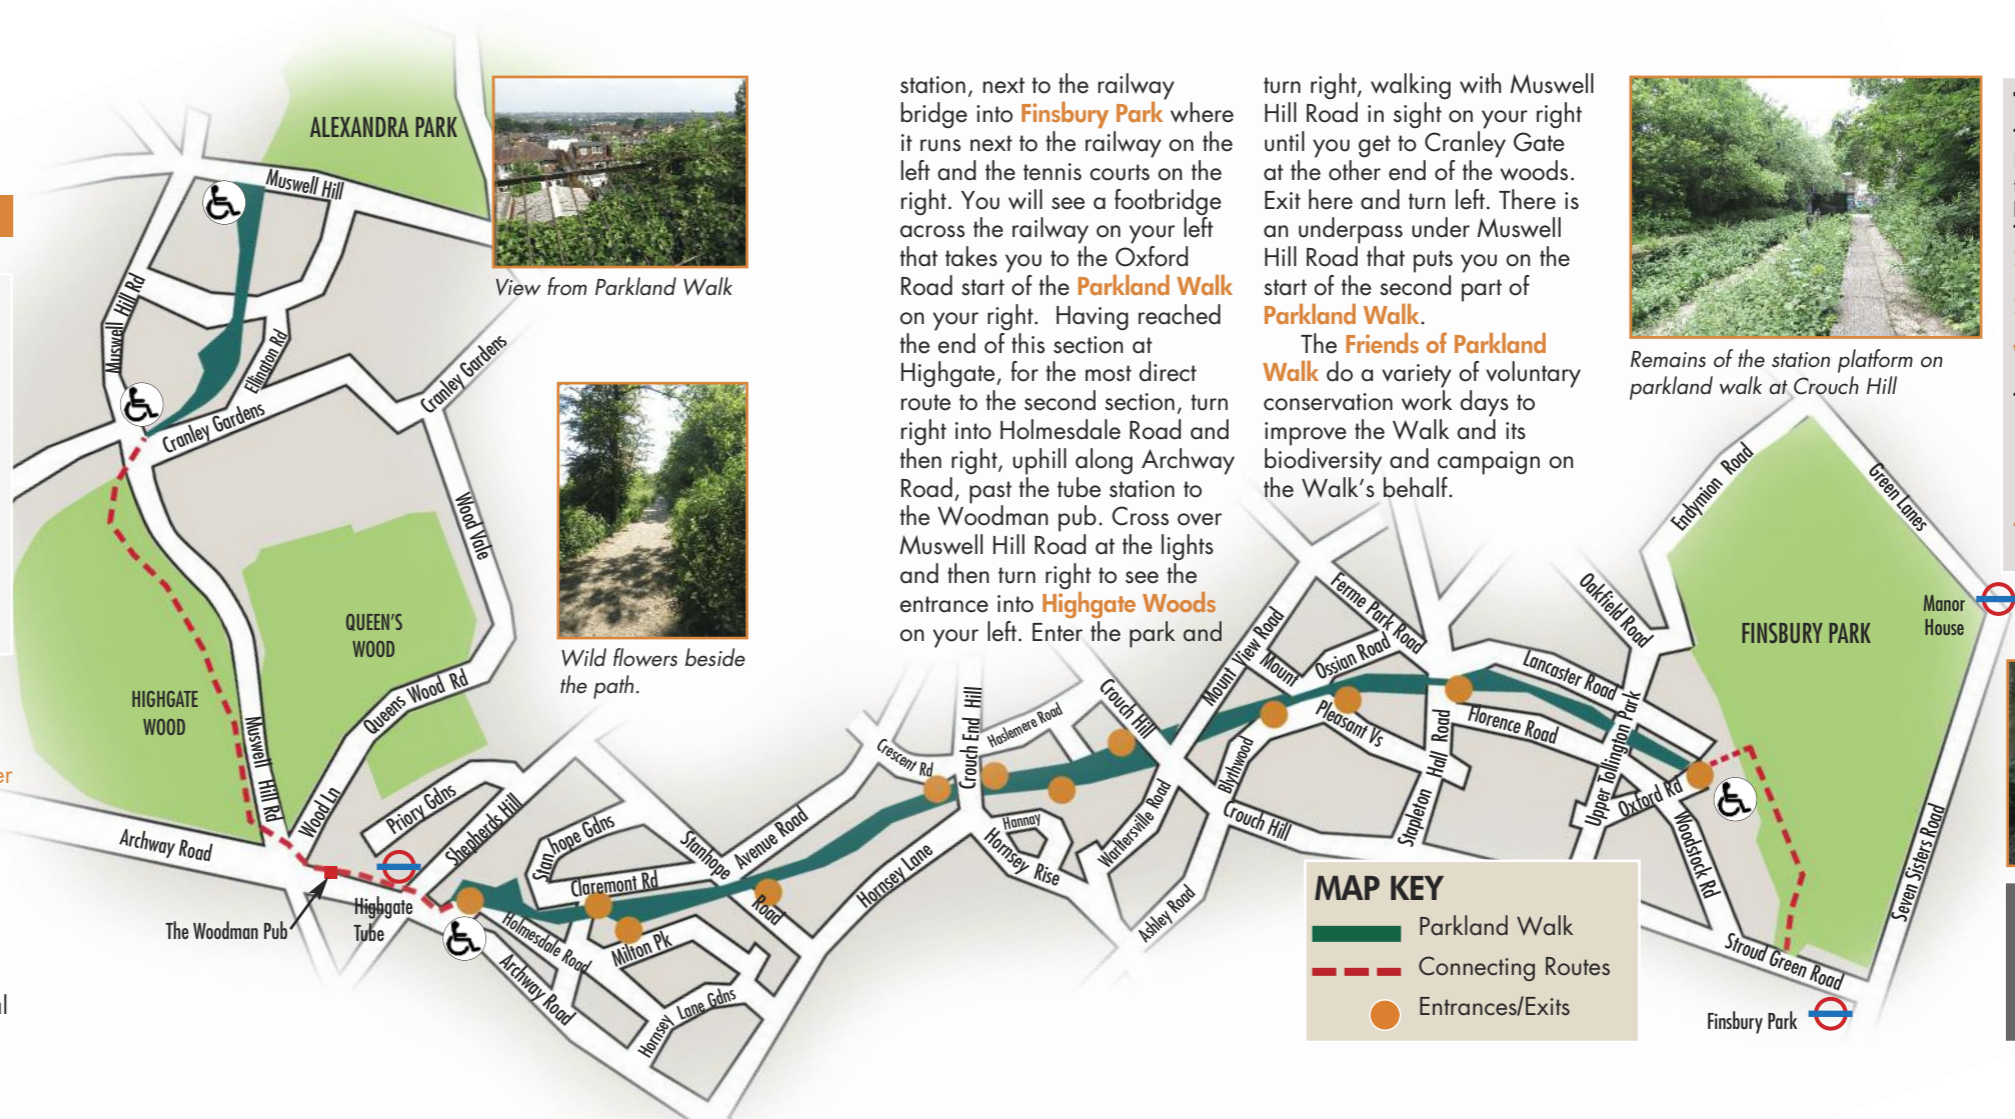 station, next to the railway
bridge into Finsbury Park where
it runs next to the railway on the
left and the tennis courts on the
right. You will see a footbridge
across the railway on your left
that takes you to the Oxford
Road start of the Parkland Walk
on your right. Having reached
the end of this section at
Highgate, for the most direct
route to the second section, turn
right into Holmesdale Road and
then right, uphill along Archway
Road, past the tube station to
the Woodman pub. Cross over
Muswell Hill Road at the lights
and then turn right to see the
entrance into Highgate Woods
on your left. Enter the park and
turn right, walking with Muswell
Hill Road in sight on your right
until you get to Cranley Gate
at the other end of the woods.
Exit here and turn left. There is
an underpass under Muswell
Hill Road that puts you on the
start of the second part of
Parkland Walk.
The Friends of Parkland
Walk do a variety of voluntary
conservation work days to
improve the Walk and its
biodiversity and campaign on
the Walk's behalf.
View from Parkland Walk
Wild flowers beside
the path.
Remains of the station platform on
parkland walk at Crouch Hill
ALEXANDRA PARK
Muswell Hill
Muswell Hill Rd
Ellington Rd
Cranley Gardens
Cranley Gardens
Wood Vale
QUEEN'S
WOOD
HIGHGATE
WOOD
Queens Wood Rd
Muswell Hill Rd
Wood Ln
Archway Road
Priory Gdns
Shepherds Hill
The Woodman Pub
Highgate
Tube
Stanhope Gdns
Claremont Rd
Holmesdale Road
Archway Road
Milton Pk
Hornsey Lane Gdns
Stanhope
Road
Avenue Road
Hornsey Lane
Crescent Rd
Crouch End Hill
Haslemere Road
Crouch Hill
Hannay
Hornsey Rise
Warltersville Road
Ashley Road
Mount View Road
Mount
Pleasant Vs
Ossian Road
Ferme Park Road
Blythwood
Crouch Hill
Stapleton Hall Road
Florence Road
Lancaster Road
Oakfield Road
Upper Tollington Park
Oxford Rd
Woodstock Rd
Stroud Green Road
Endymion Road
Green Lanes
Manor
House
FINSBURY PARK
Seven Sisters Road
Finsbury Park
MAP KEY
Parkland Walk
Connecting Routes
Entrances/Exits
er